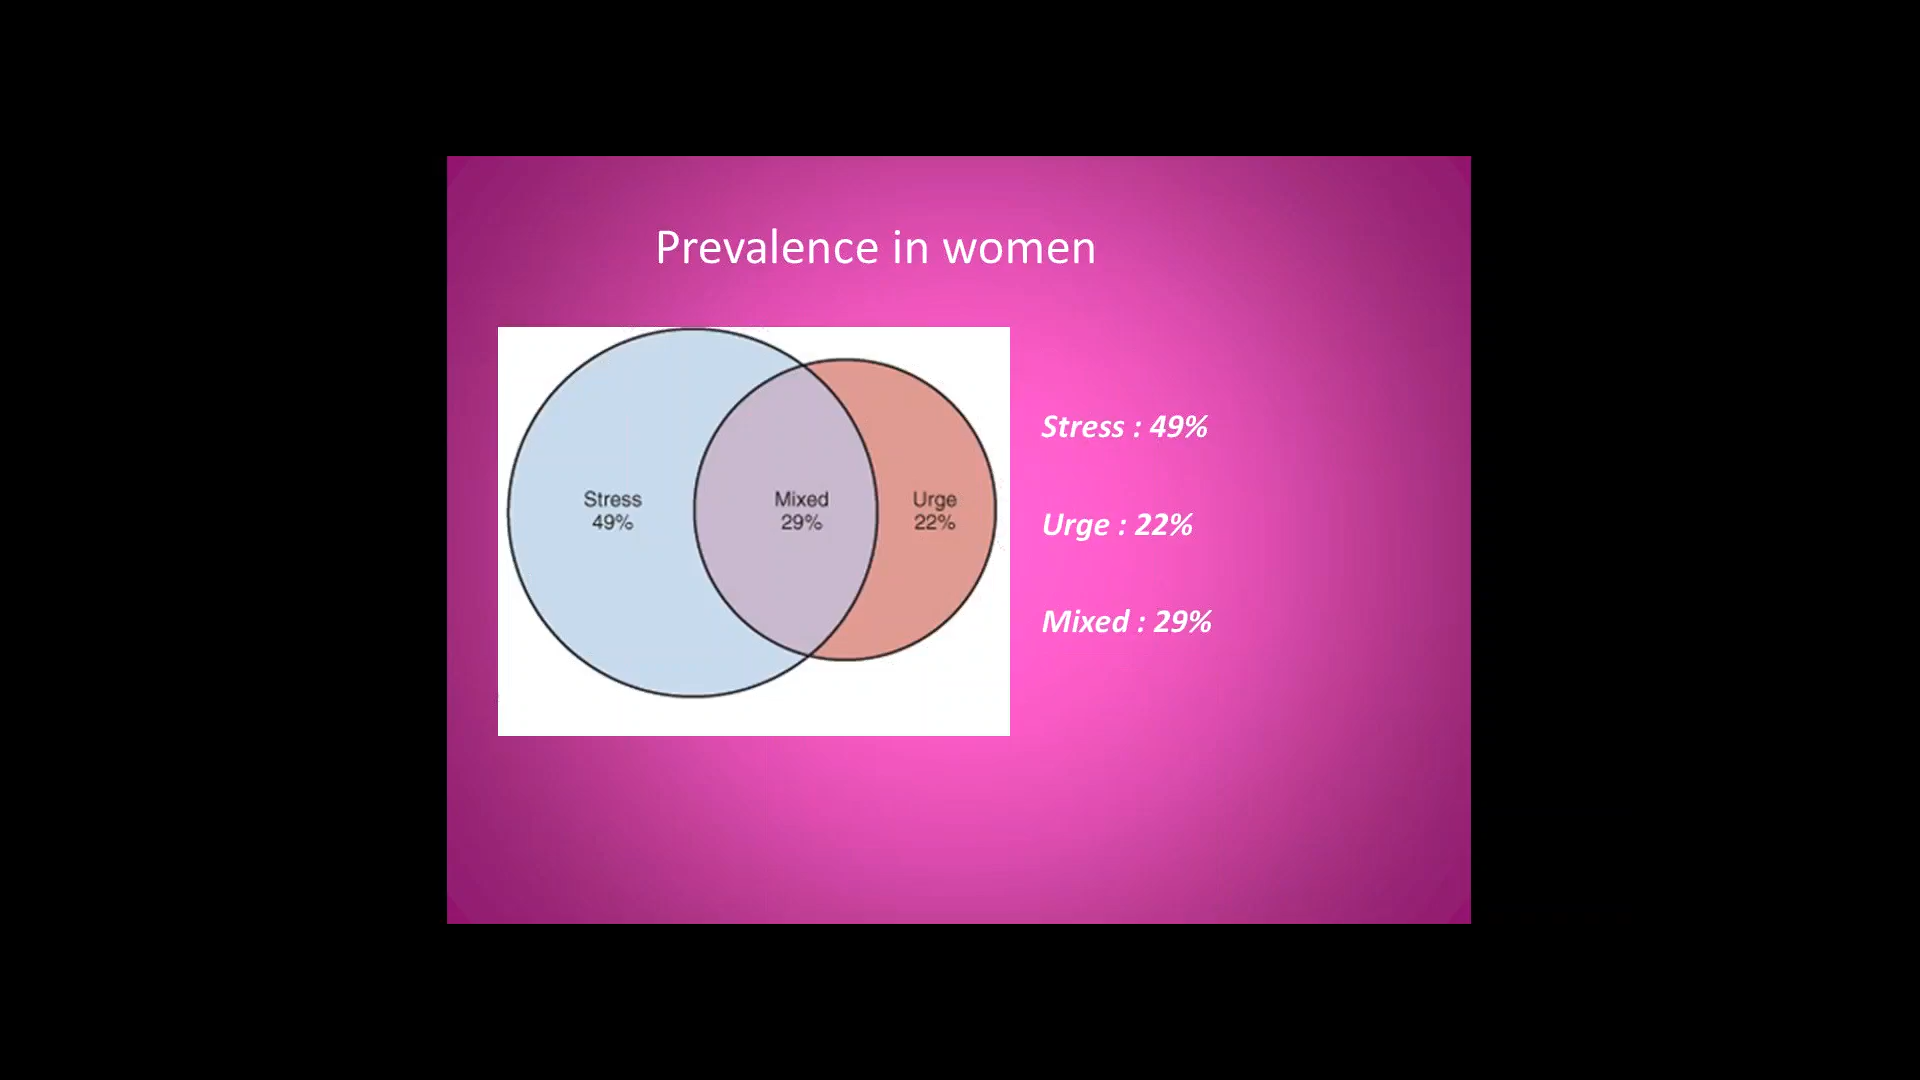 Prevalence in women
Stress
49%
Mixed
29%
Urge
22%
Stress : 49%
Urge : 22%
Mixed : 29%